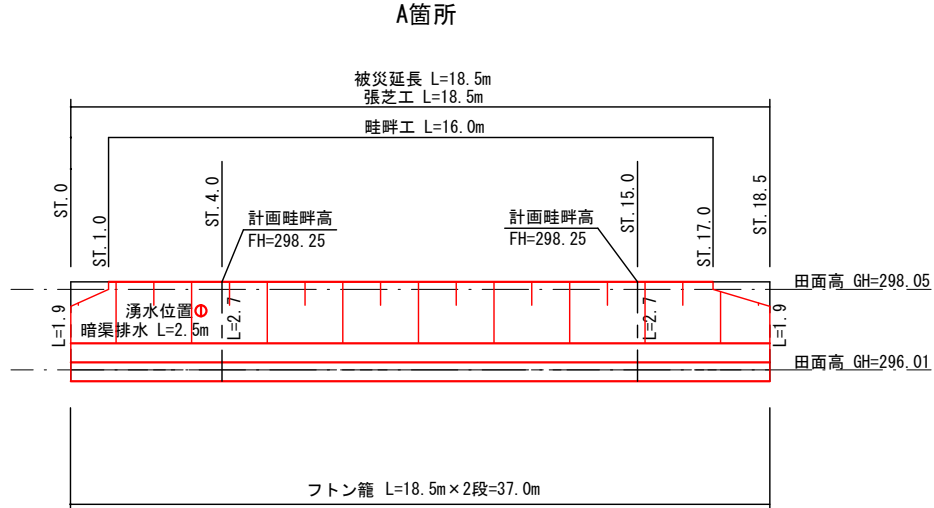 A箇所
被災延長 L=18.5m
張芝工 L=18.5m
畦畔工 L=16.0m
ST.0
ST.1.0
ST.4.0
ST.15.0
ST.17.0
ST.18.5
計画畦畔高
FH=298.25
計画畦畔高
FH=298.25
田面高 GH=298.05
L=1.9
湧水位置
暗渠排水 L=2.5m
L=2.7
L=2.7
L=1.9
田面高 GH=296.01
フトン籠 L=18.5m×2段=37.0m